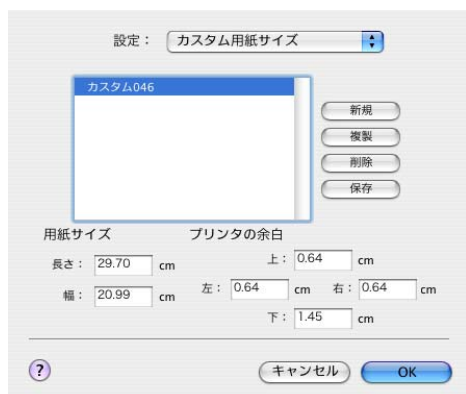 設定： カスタム用紙サイズ
カスタム046
新規
複製
削除
保存
用紙サイズ プリンタの余白
長さ： 29.70 cm 上： 0.64 cm
幅： 20.99 cm 左： 0.64 cm 右： 0.64 cm
下： 1.45 cm
? キャンセル OK